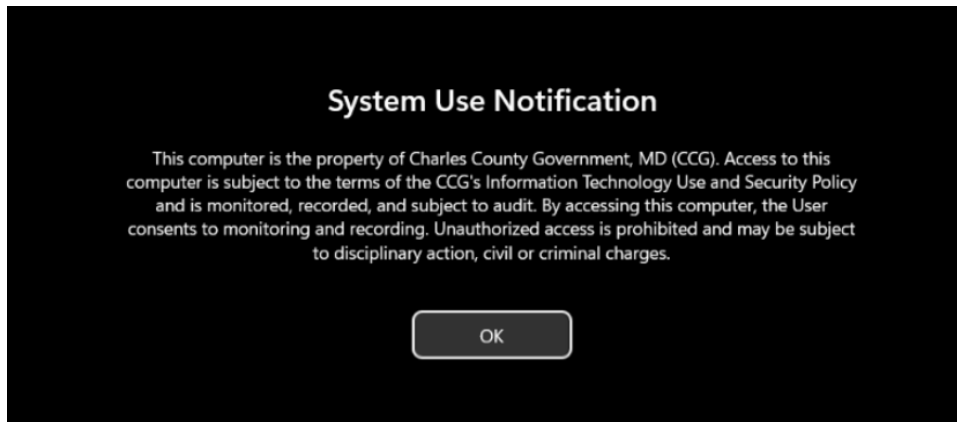 System Use Notification
This computer is the property of Charles County Government, MD (CCG). Access to this
computer is subject to the terms of the CCG's Information Technology Use and Security Policy
and is monitored, recorded, and subject to audit. By accessing this computer, the User
consents to monitoring and recording. Unauthorized access is prohibited and may be subject
to disciplinary action, civil or criminal charges.
OK